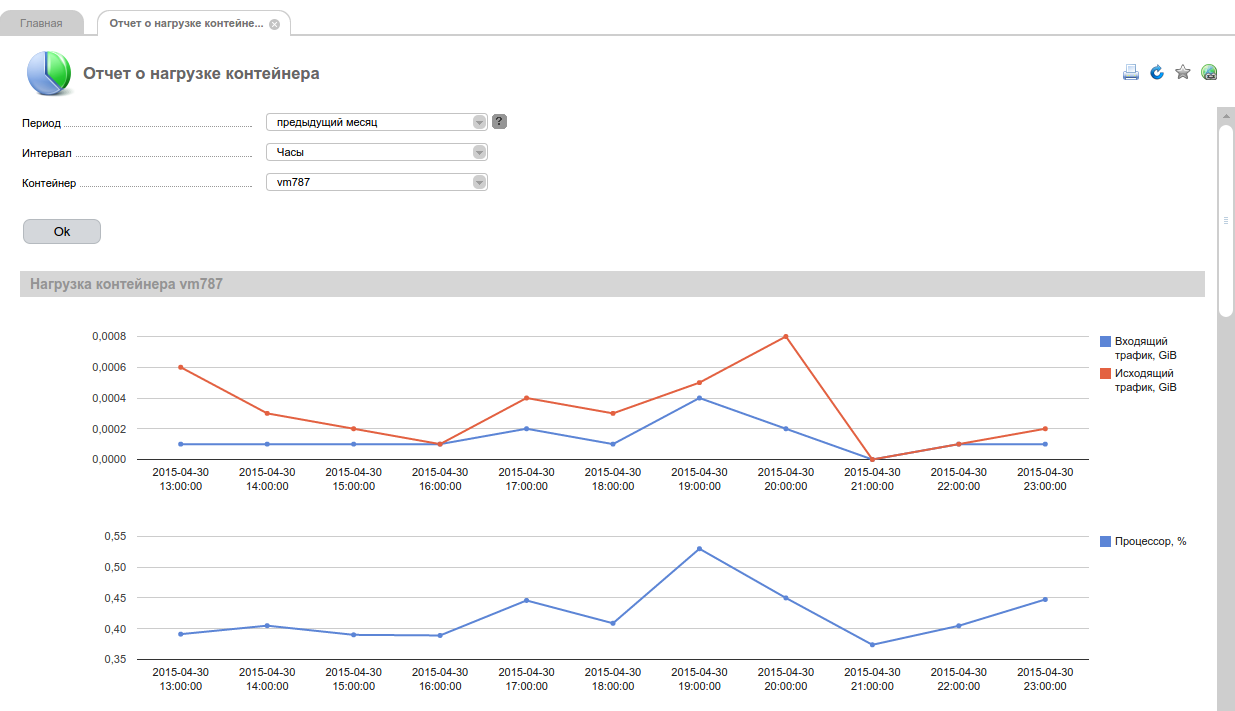 Главная
Отчет о нагрузке контейне...
Отчет о нагрузке контейнера
Период
предыдущий месяц
?
Интервал
Часы
Контейнер
vm787
Ok
Нагрузка контейнера vm787
0,0008
0,0006
0,0004
0,0002
0,0000
2015-04-30 2015-04-30 2015-04-30 2015-04-30 2015-04-30 2015-04-30 2015-04-30 2015-04-30 2015-04-30 2015-04-30 2015-04-30
13:00:00 14:00:00 15:00:00 16:00:00 17:00:00 18:00:00 19:00:00 20:00:00 21:00:00 22:00:00 23:00:00
Входящий
трафик, GiB
Исходящий
трафик, GiB
0,55
0,50
0,45
0,40
0,35
2015-04-30 2015-04-30 2015-04-30 2015-04-30 2015-04-30 2015-04-30 2015-04-30 2015-04-30 2015-04-30 2015-04-30 2015-04-30
13:00:00 14:00:00 15:00:00 16:00:00 17:00:00 18:00:00 19:00:00 20:00:00 21:00:00 22:00:00 23:00:00
Процессор, %